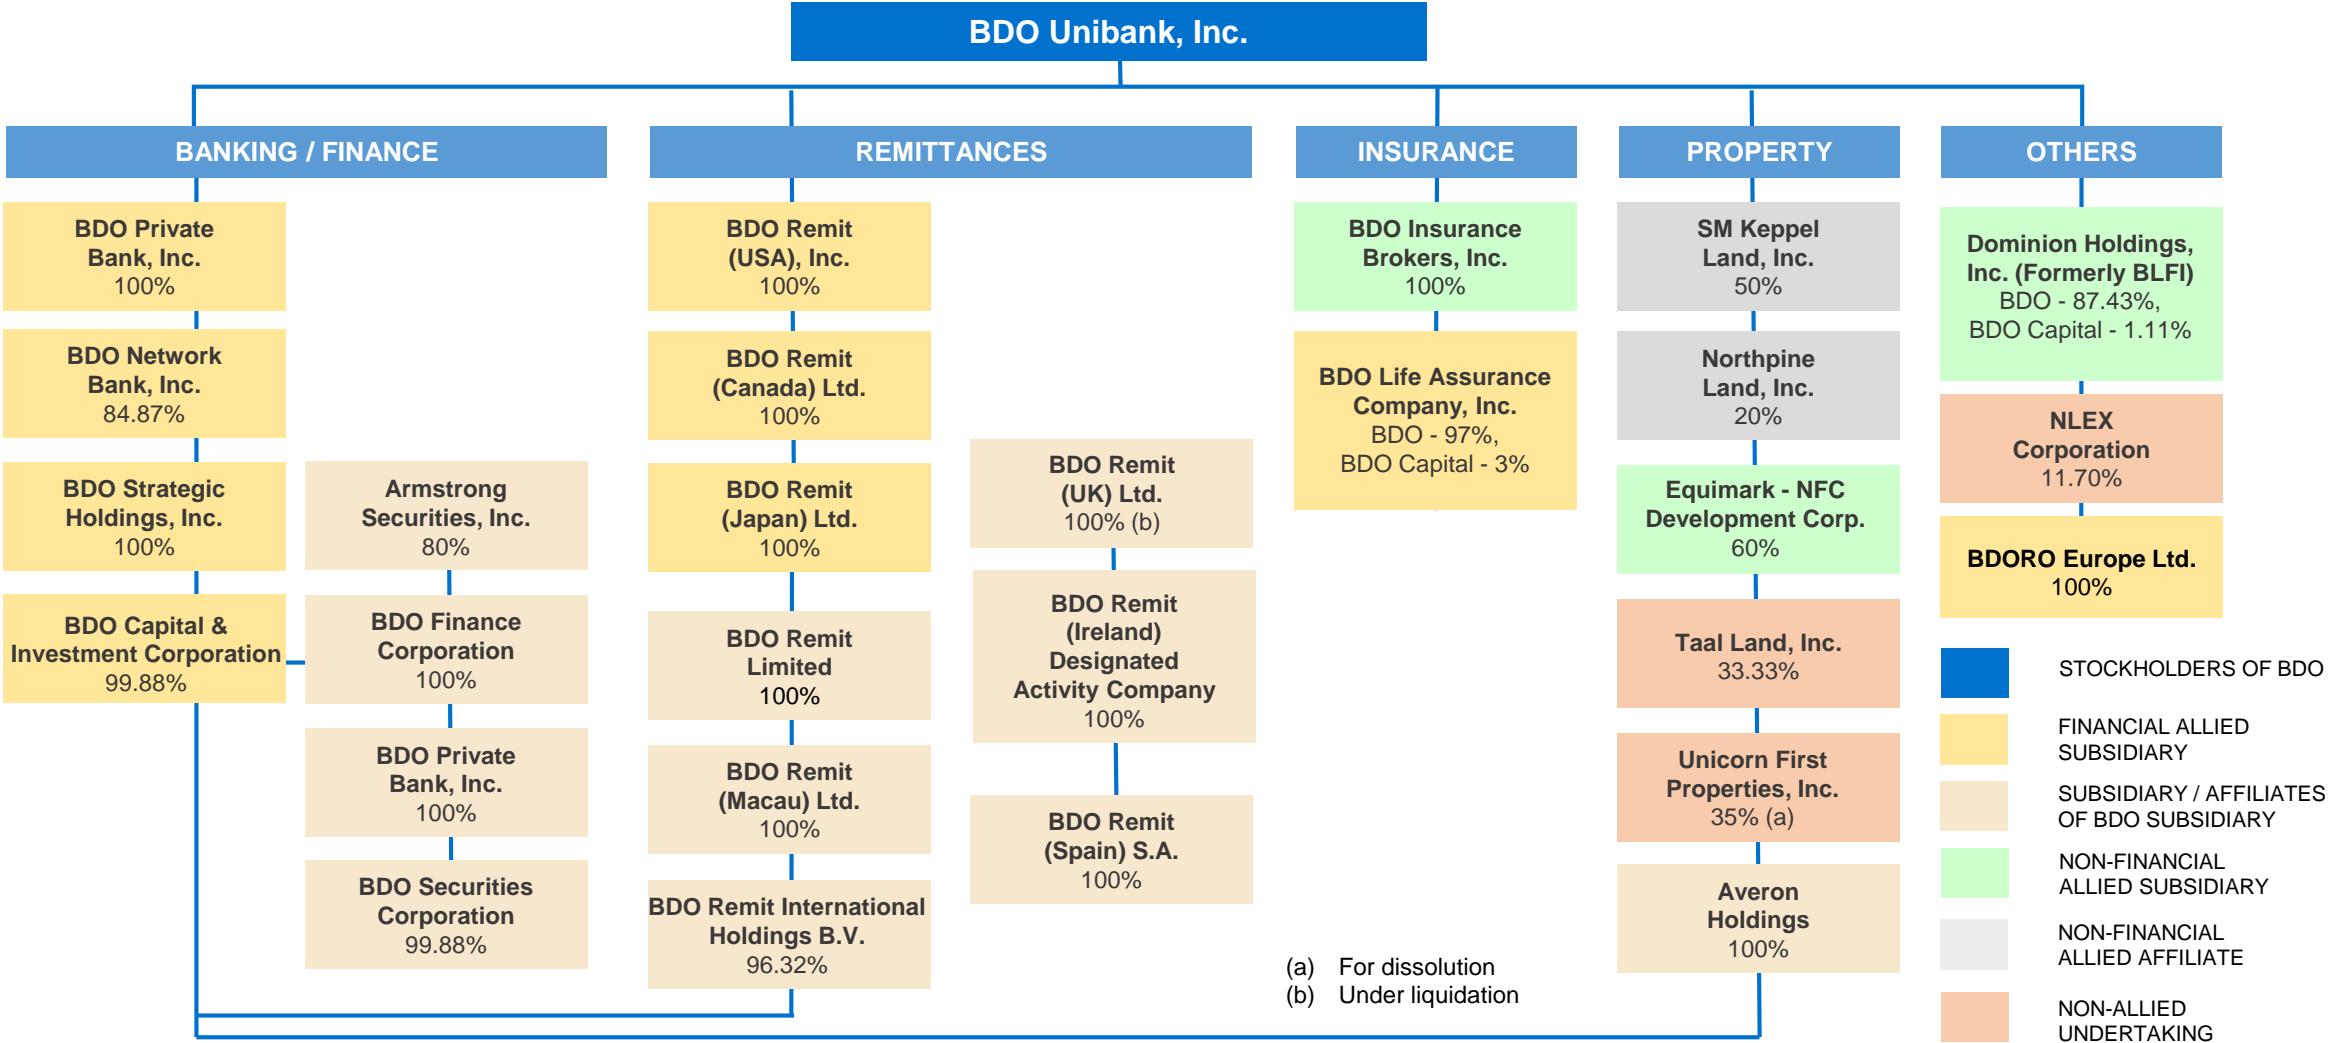 BDO Unibank, Inc.
BANKING / FINANCE
BDO Private
Bank, Inc.
100%
BDO Network
Bank, Inc.
84.87%
BDO Strategic
Holdings, Inc.
100%
BDO Capital &
Investment Corporation
99.88%
Armstrong
Securities, Inc.
80%
BDO Finance
Corporation
100%
BDO Private
Bank, Inc.
100%
BDO Securities
Corporation
99.88%
REMITTANCES
BDO Remit
(USA), Inc.
100%
BDO Remit
(Canada) Ltd.
100%
BDO Remit
(Japan) Ltd.
100%
BDO Remit
Limited
100%
BDO Remit
(Macau) Ltd.
100%
BDO Remit International
Holdings B.V.
96.32%
BDO Remit
(UK) Ltd.
100% (b)
BDO Remit
(Ireland)
Designated
Activity Company
100%
BDO Remit
(Spain) S.A.
100%
INSURANCE
BDO Insurance
Brokers, Inc.
100%
BDO Life Assurance
Company, Inc.
BDO - 97%,
BDO Capital - 3%
PROPERTY
SM Keppel
Land, Inc.
50%
Northpine
Land, Inc.
20%
Equimark - NFC
Development Corp.
60%
Taal Land, Inc.
33.33%
Unicorn First
Properties, Inc.
35% (a)
Averon
Holdings
100%
OTHERS
Dominion Holdings,
Inc. (Formerly BLFI)
BDO - 87.43%,
BDO Capital - 1.11%
NLEX
Corporation
11.70%
BDORO Europe Ltd.
100%
STOCKHOLDERS OF BDO
FINANCIAL ALLIED
SUBSIDIARY
SUBSIDIARY / AFFILIATES
OF BDO SUBSIDIARY
NON-FINANCIAL
ALLIED SUBSIDIARY
NON-FINANCIAL
ALLIED AFFILIATE
NON-ALLIED
UNDERTAKING
(a) For dissolution
(b) Under liquidation